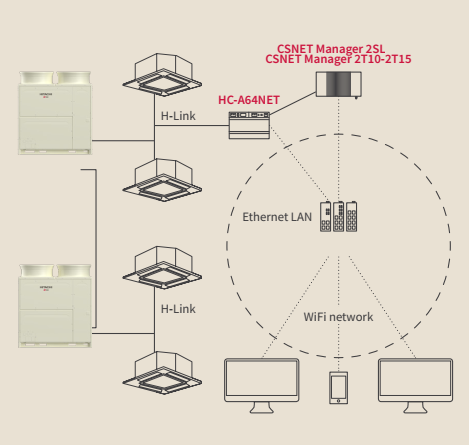 CSNET Manager 2SL
CSNET Manager 2T10-2T15
HC-A64NET
H-Link
Ethernet LAN
H-Link
WiFi network